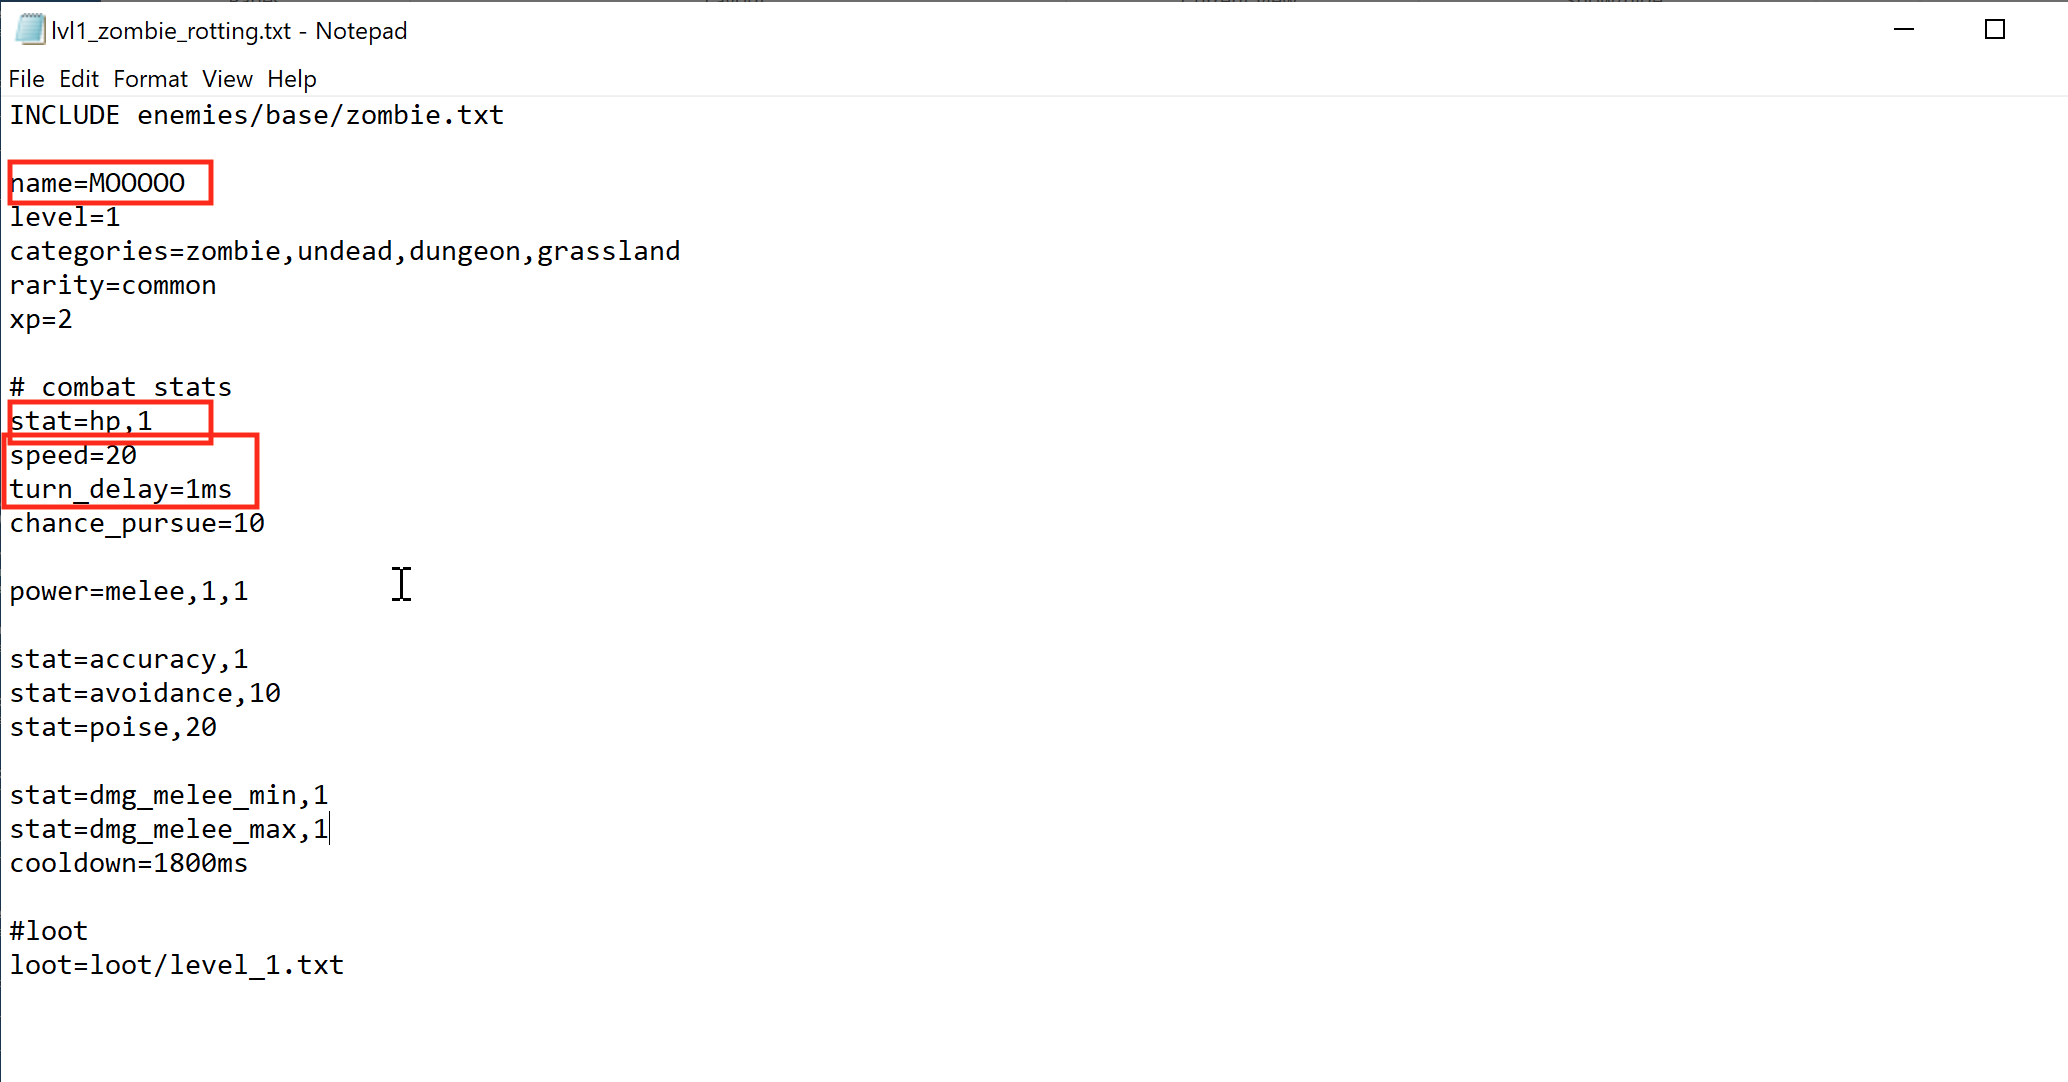 lvl1_zombie_rotting.txt - Notepad
File Edit Format View Help
INCLUDE enemies/base/zombie.txt
name=MOOOOO
level=1
categories=zombie,undead,dungeon,grassland
rarity=common
xp=2
# combat stats
stat=hp,1
speed=20
turn_delay=1ms
chance_pursue=10
power=melee,1,1
stat=accuracy,1
stat=avoidance,10
stat=poise,20
stat=dmg_melee_min,1
stat=dmg_melee_max,1
cooldown=1800ms
#loot
loot=loot/level_1.txt